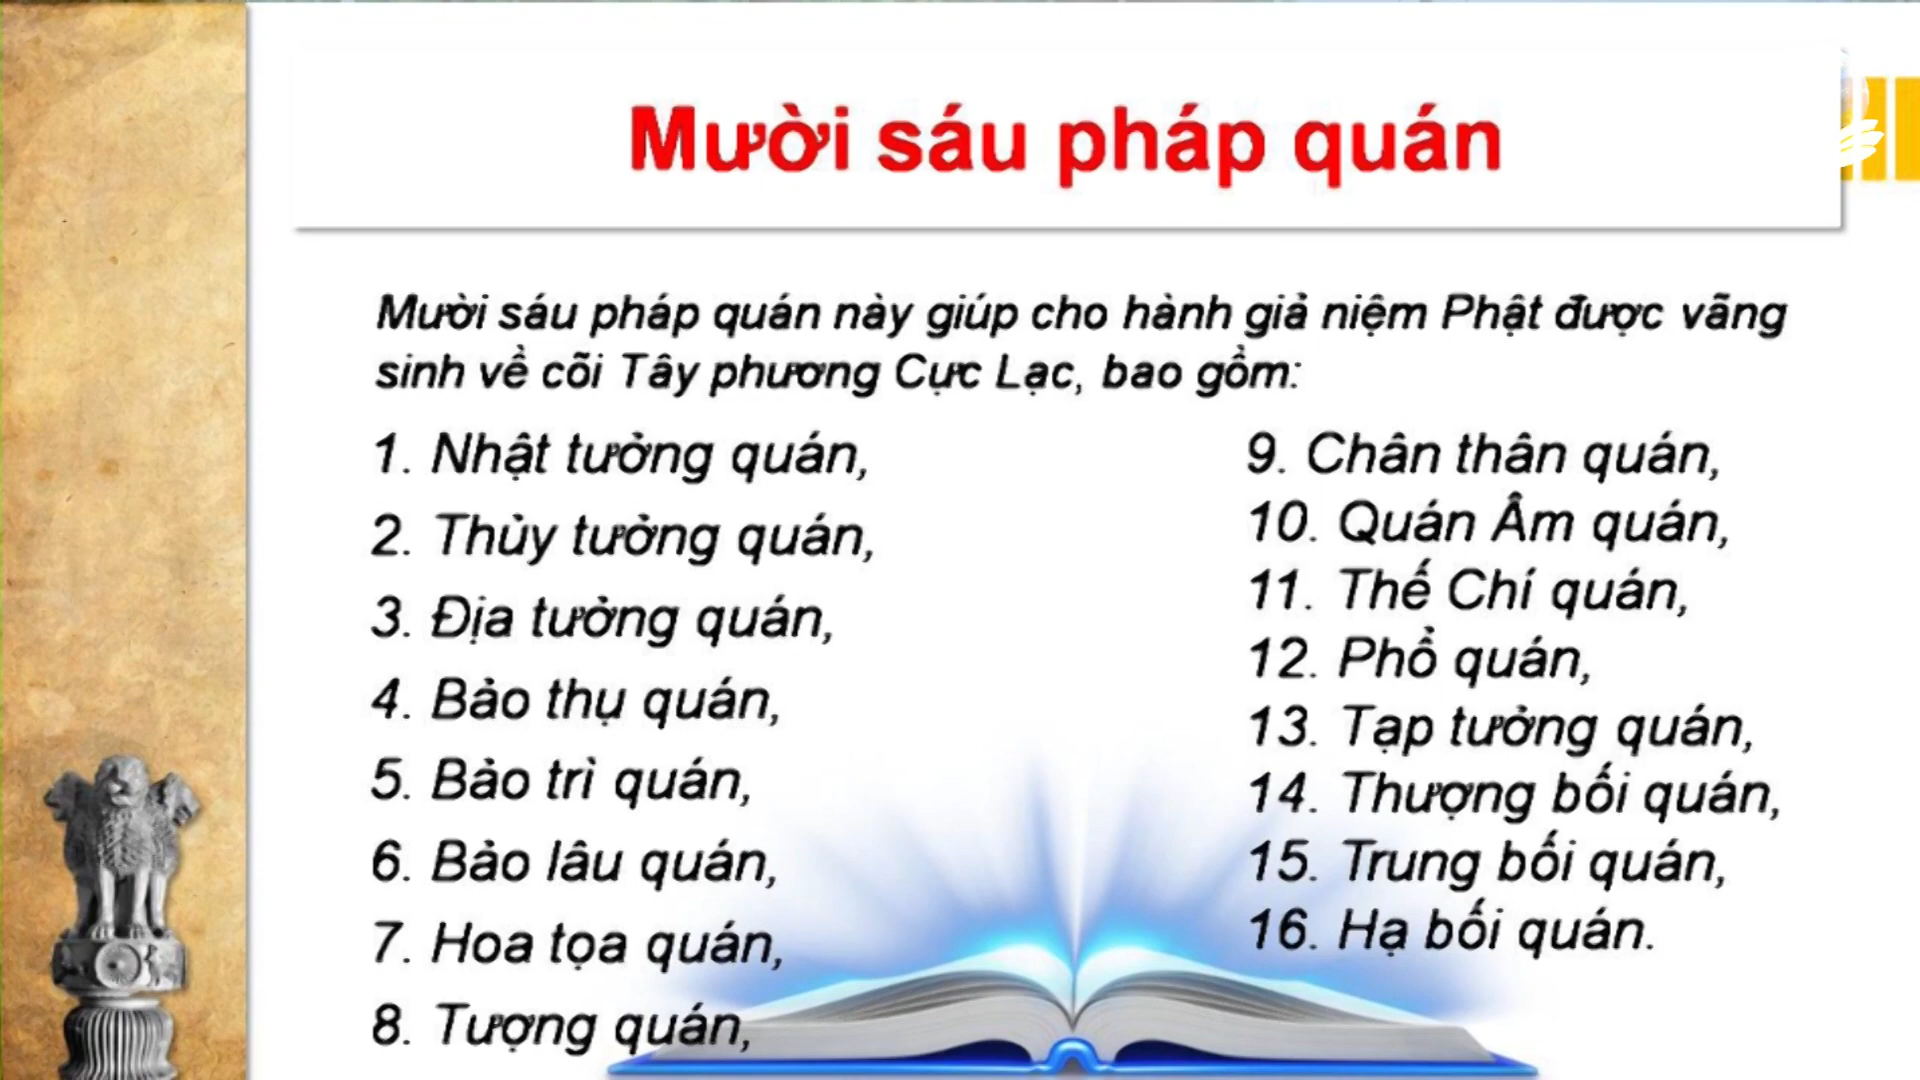 Mười sáu pháp quán
Mười sáu pháp quán này giúp cho hành giả niệm Phật được vãng
sinh về cõi Tây phương Cực Lạc, bao gồm:
1. Nhật tưởng quán,
2. Thủy tưởng quán,
3. Địa tưởng quán,
4. Bảo thụ quán,
5. Bảo trì quán,
6. Bảo lâu quán,
7. Hoa tọa quán,
8. Tượng quán,
9. Chân thân quán,
10. Quán Âm quán,
11. Thế Chí quán,
12. Phổ quán,
13. Tạp tưởng quán,
14. Thượng bối quán,
15. Trung bối quán,
16. Hạ bối quán.